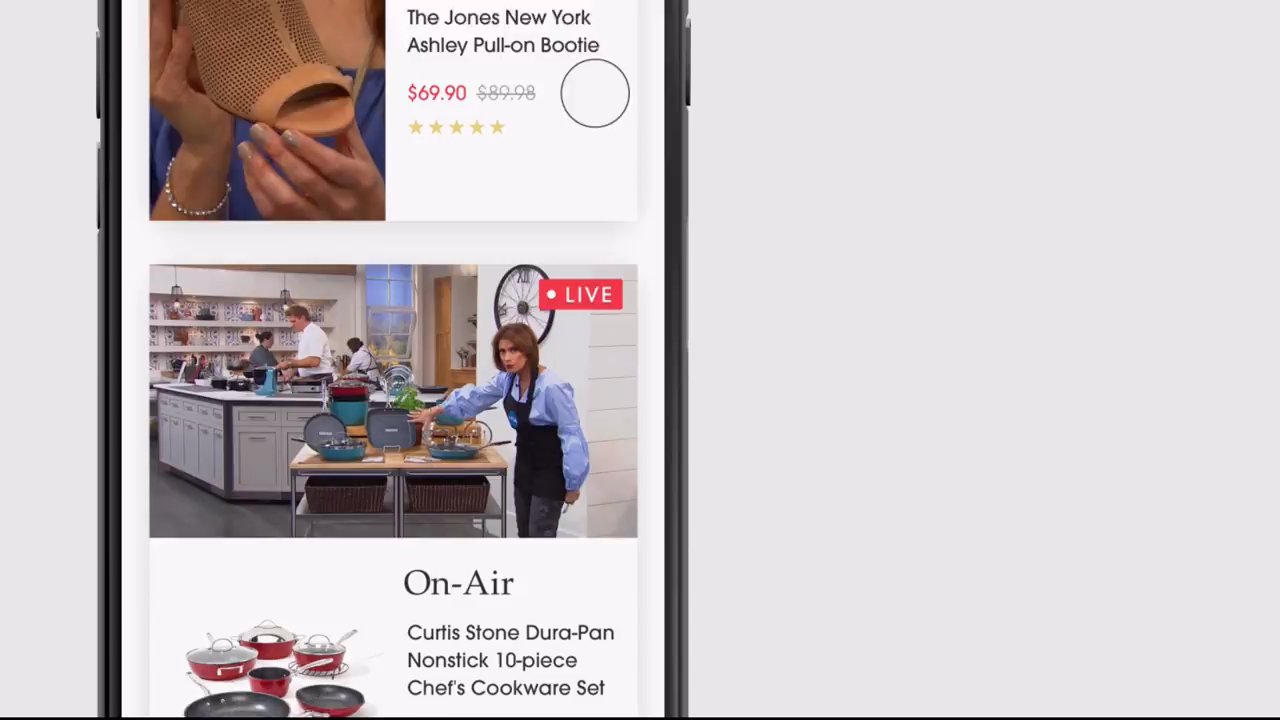 The Jones New York
Ashley Pull-on Bootie
$69.90 $89.98
LIVE
On-Air
Curtis Stone Dura-Pan
Nonstick 10-piece
Chef's Cookware Set